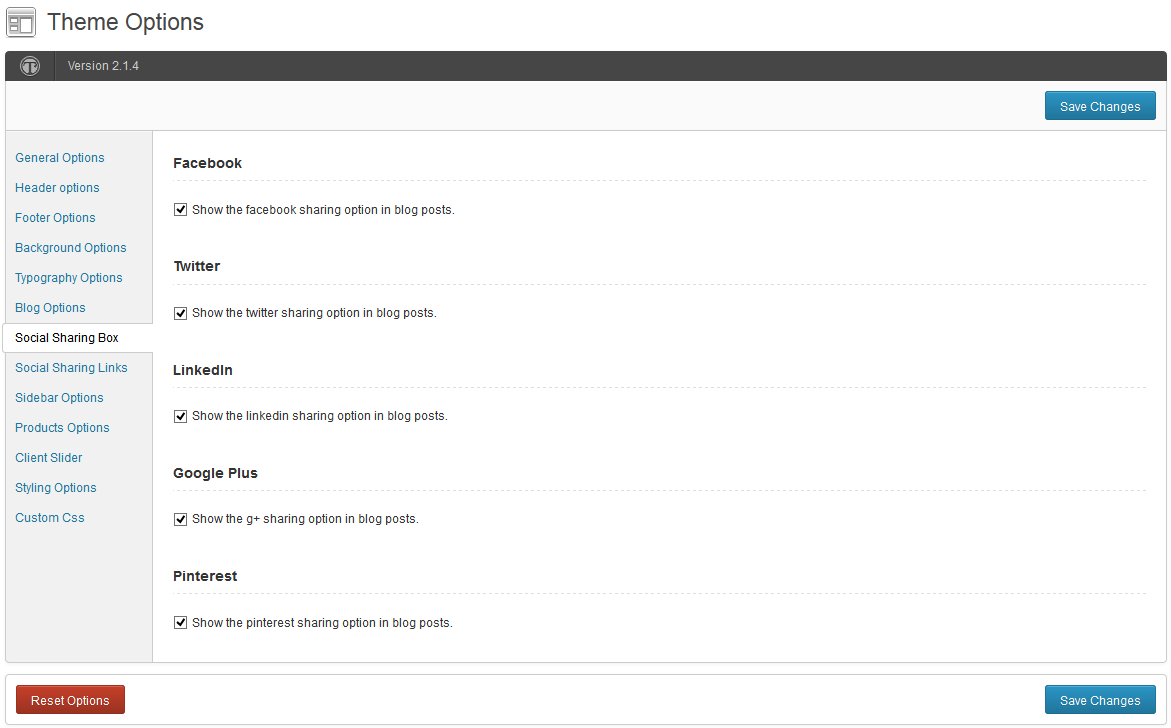 Theme Options
Version 2.1.4
Save Changes
General Options
Header options
Footer Options
Background Options
Typography Options
Blog Options
Social Sharing Box
Social Sharing Links
Sidebar Options
Products Options
Client Slider
Styling Options
Custom Css
Facebook
Show the facebook sharing option in blog posts.
Twitter
Show the twitter sharing option in blog posts.
LinkedIn
Show the linkedin sharing option in blog posts.
Google Plus
Show the g+ sharing option in blog posts.
Pinterest
Show the pinterest sharing option in blog posts.
Reset Options
Save Changes